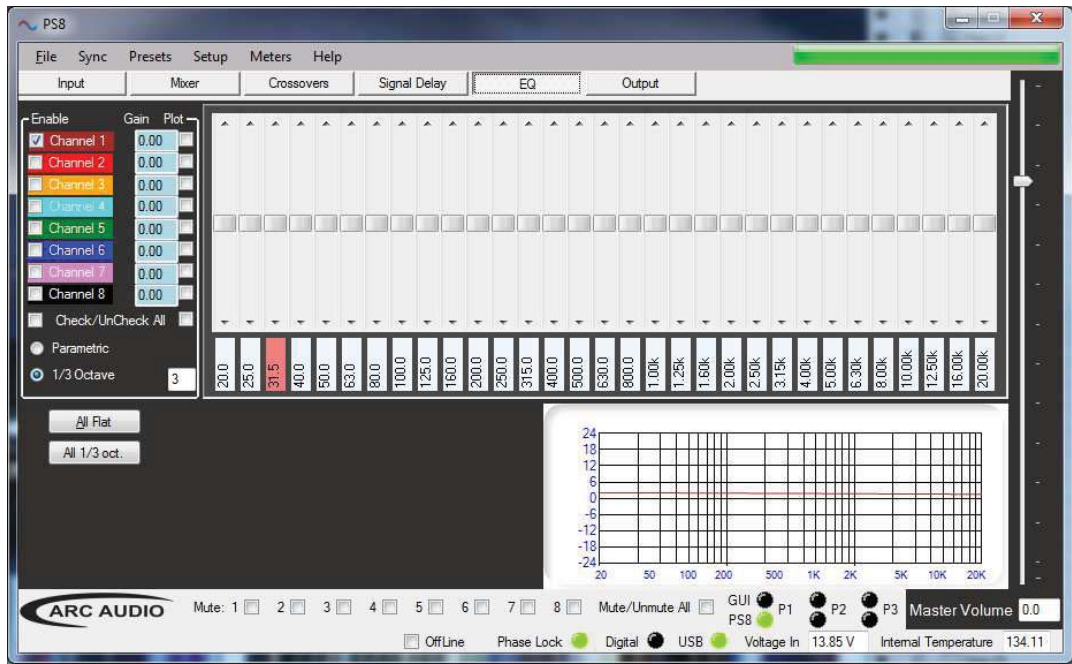 PS8
File Sync Presets Setup Meters Help
Input Mixer Crossovers Signal Delay EQ Output
Enable Gain Plot
Channel 1 0.00
Channel 2 0.00
Channel 3 0.00
Channel 4 0.00
Channel 5 0.00
Channel 6 0.00
Channel 7 0.00
Channel 8 0.00
Check/UnCheck All
Parametric
1/3 Octave 3
20.0 25.0 31.5 40.0 50.0 63.0 80.0 100.0 125.0 160.0 200.0 250.0 315.0 400.0 500.0 630.0 800.0 1.00k 1.25k 1.60k 2.00k 2.50k 3.15k 4.00k 5.00k 6.30k 8.00k 10.00k 12.50k 16.00k 20.00k
All Flat
All 1/3 oct.
24
18
12
6
0
-6
-12
-18
-24
20 50 100 200 500 1K 2K 5K 10K 20K
ARC AUDIO
Mute: 1 2 3 4 5 6 7 8 Mute/Unmute All GUI P1 P2 P3 Master Volume 0.0
PS8
OffLine Phase Lock Digital USB Voltage In 13.85 V Internal Temperature 134.11